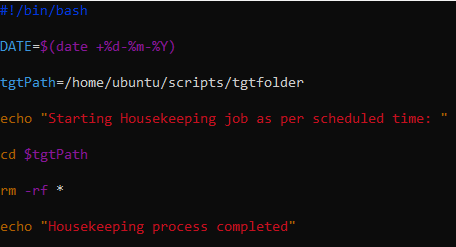 #!/bin/bash
DATE=$(date +%d-%m-%Y)
tgtPath=/home/ubuntu/scripts/tgtfolder
echo "Starting Housekeeping job as per scheduled time: "
cd $tgtPath
rm -rf *
echo "Housekeeping process completed"